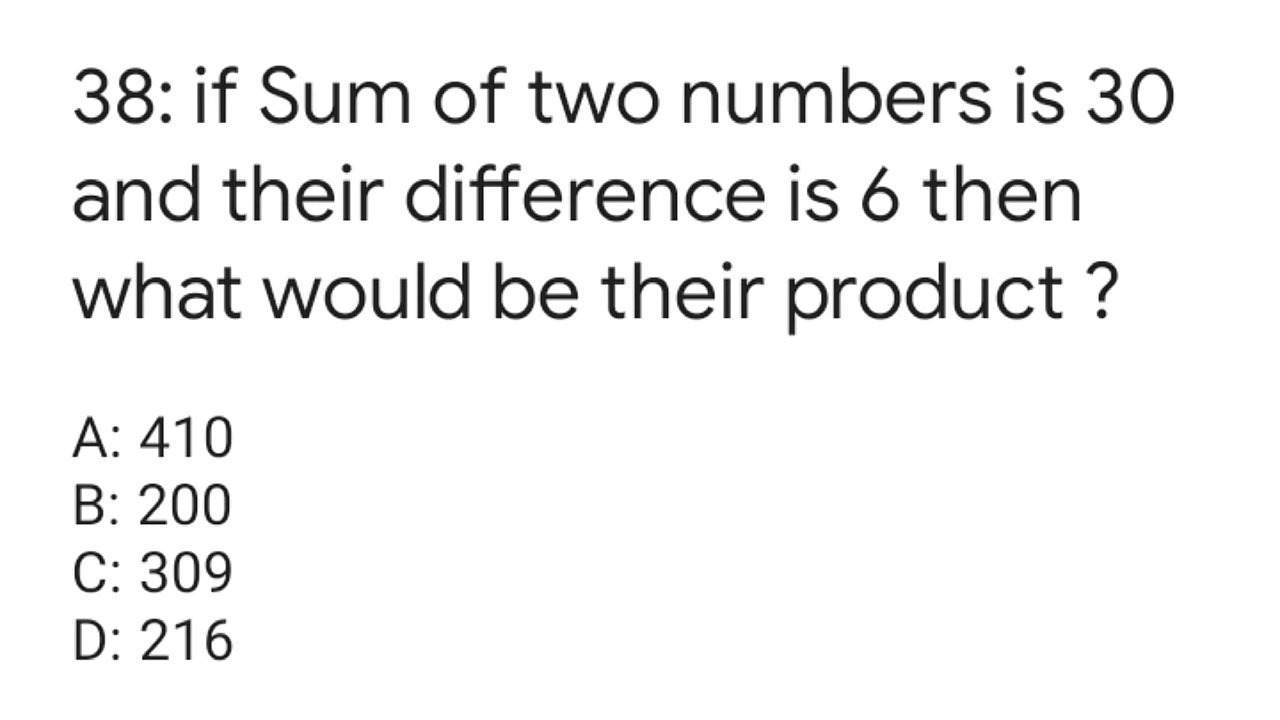 38: if Sum of two numbers is 30
and their difference is 6 then
what would be their product ?
A: 410
B: 200
C: 309
D: 216